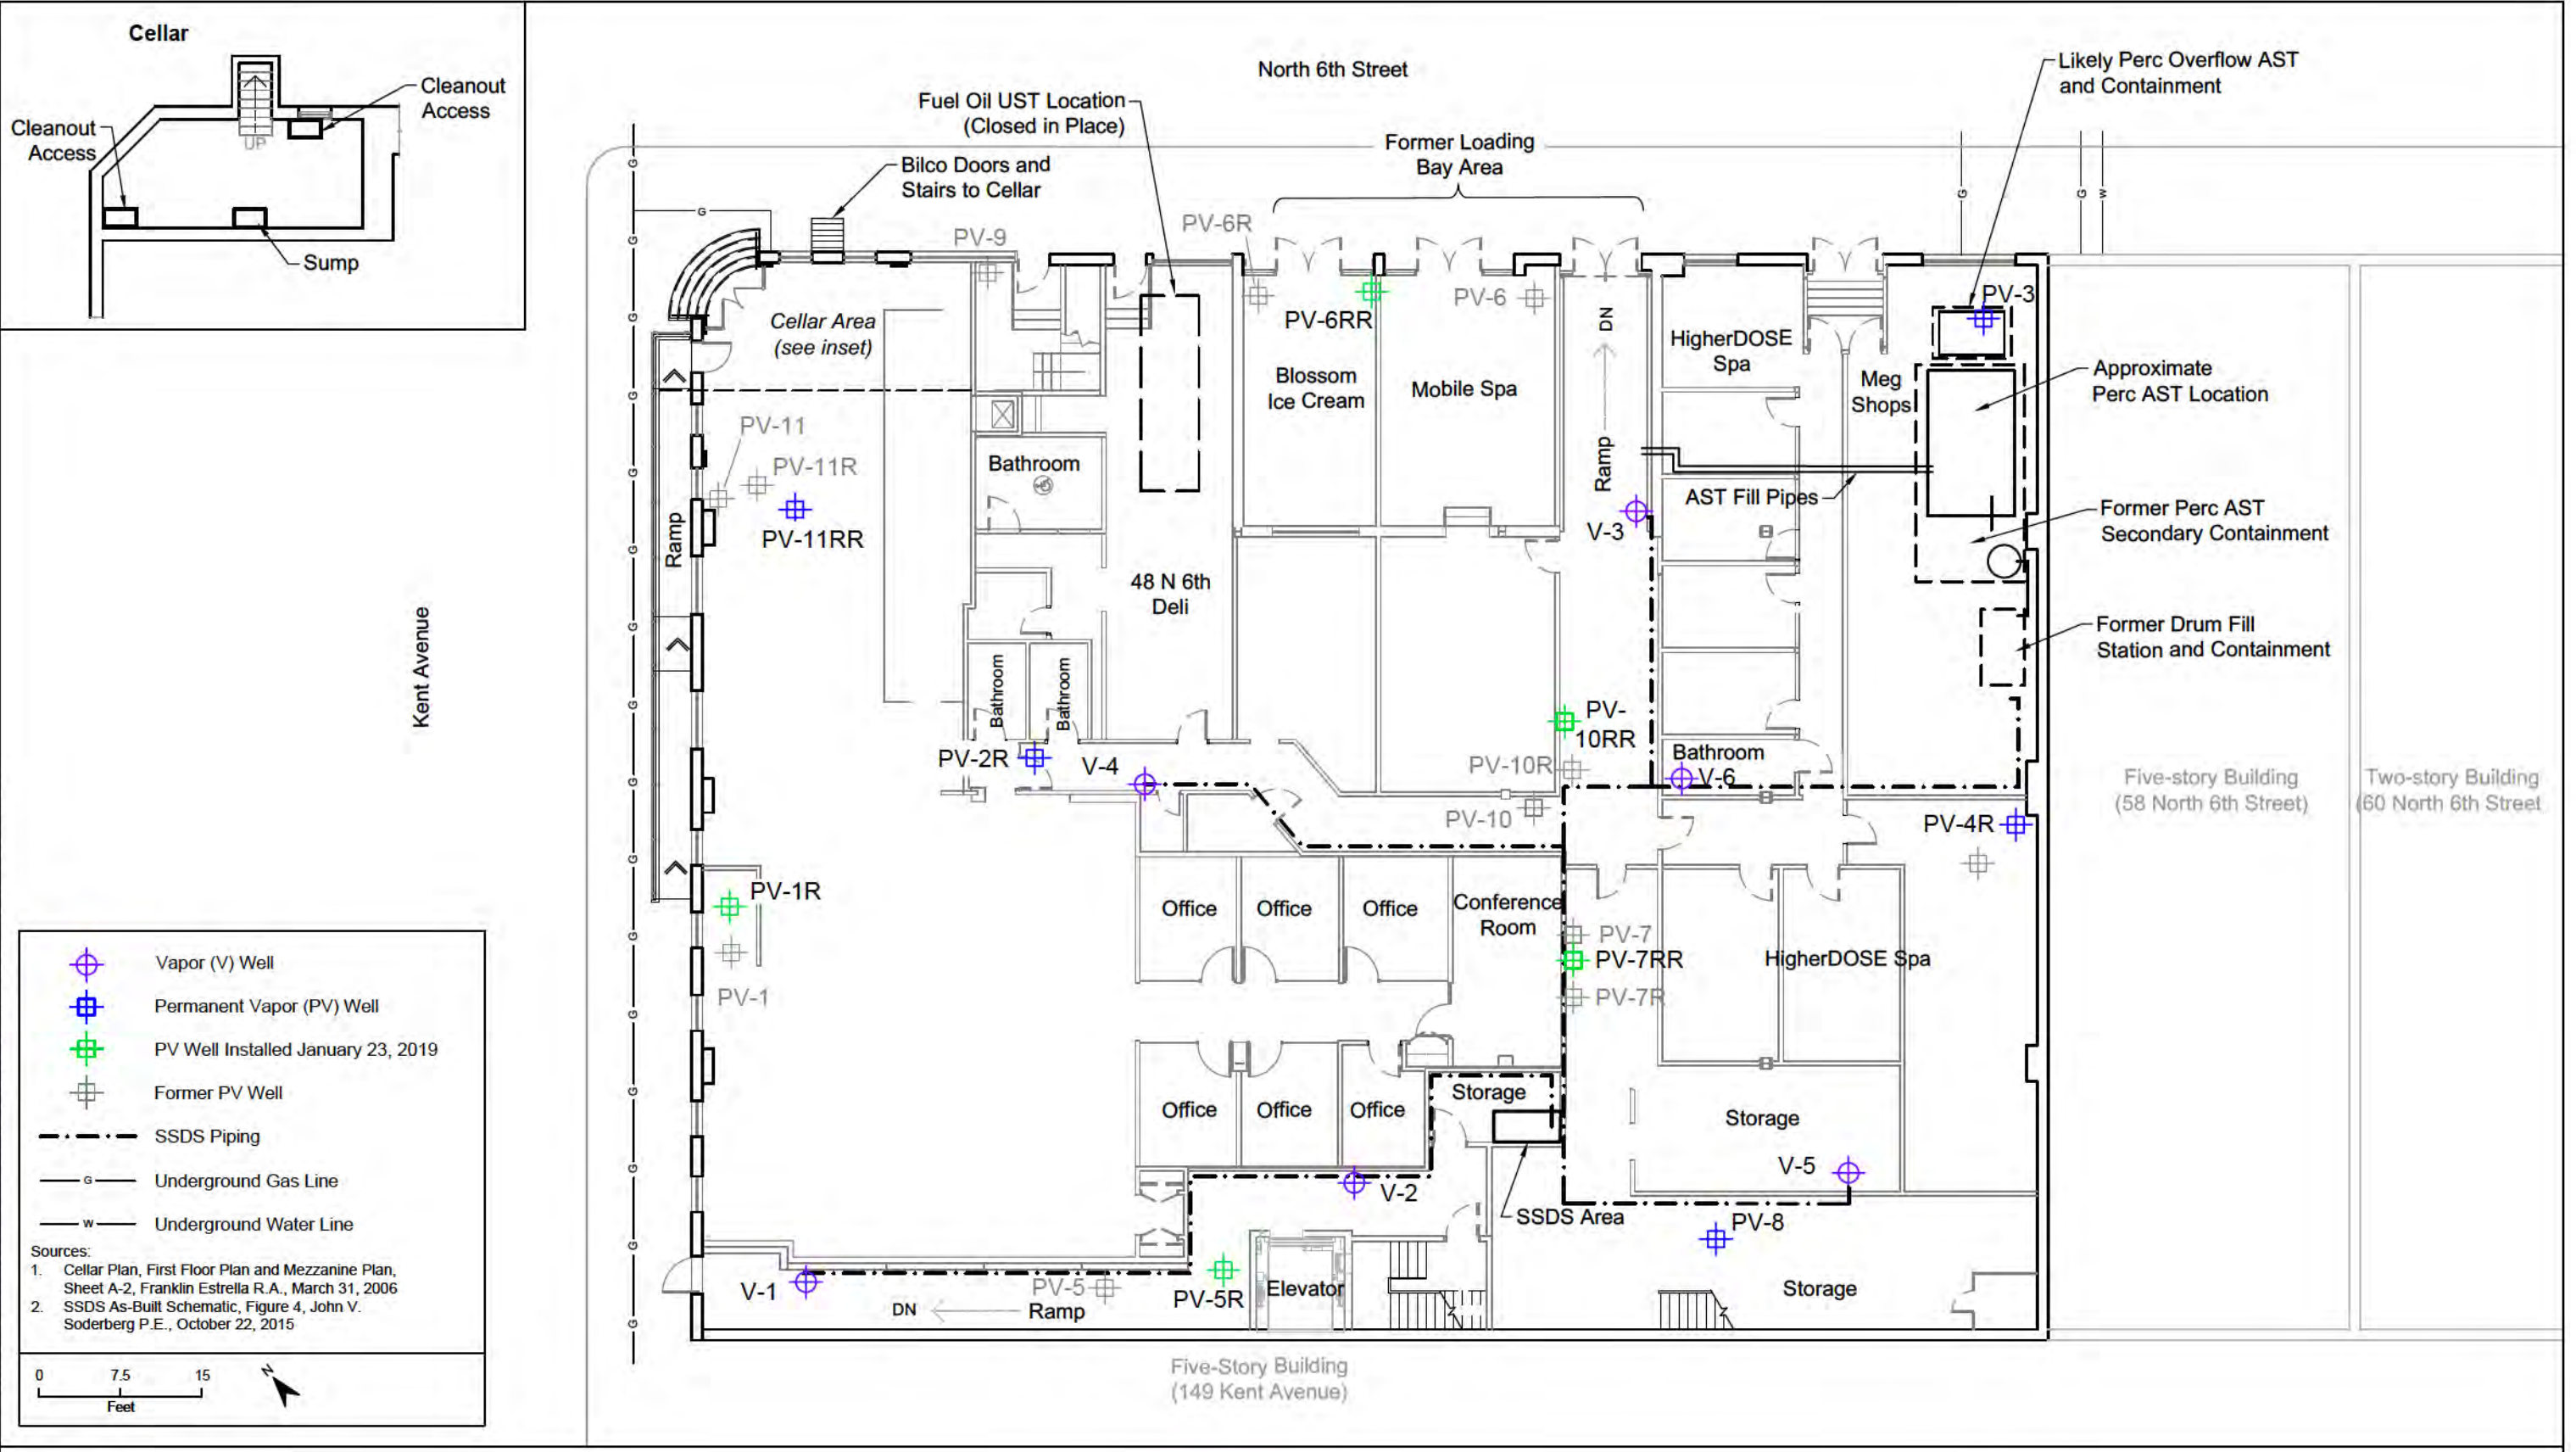 Cellar
Cleanout
Access
Cleanout
Access
UP
Sump
North 6th Street
Fuel Oil UST Location
(Closed in Place)
Former Loading
Bay Area
Likely Perc Overflow AST
and Containment
Bilco Doors and
Stairs to Cellar
G
G
G
W
G
G
PV-9
PV-6R
PV-6RR
PV-6
PV-3
Cellar Area
(see inset)
DN
Ramp
HigherDOSE
Spa
Blossom
Ice Cream
Mobile Spa
Meg
Shops
Approximate
Perc AST Location
PV-11
PV-11R
PV-11RR
Bathroom
Ramp
AST Fill Pipes
V-3
Former Perc AST
Secondary Containment
48 N 6th
Deli
Kent Avenue
Former Drum Fill
Station and Containment
Bathroom
Bathroom
PV-2R
V-4
PV-
10RR
PV-10R
PV-10
Bathroom
V-6
PV-4R
Five-story Building
(58 North 6th Street)
Two-story Building
(60 North 6th Street
PV-1R
PV-1
Office
Office
Office
Conference
Room
PV-7
PV-7RR
PV-7R
HigherDOSE Spa
Office
Office
Office
Storage
Storage
V-5
V-2
SSDS Area
PV-8
V-1
DN
Ramp
PV-5
PV-5R
Elevator
Storage
Five-Story Building
(149 Kent Avenue)
Vapor (V) Well
Permanent Vapor (PV) Well
PV Well Installed January 23, 2019
Former PV Well
SSDS Piping
G Underground Gas Line
W Underground Water Line
Sources:
1. Cellar Plan, First Floor Plan and Mezzanine Plan,
Sheet A-2, Franklin Estrella R.A., March 31, 2006
2. SSDS As-Built Schematic, Figure 4, John V.
Soderberg P.E., October 22, 2015
0 7.5 15
Feet
N